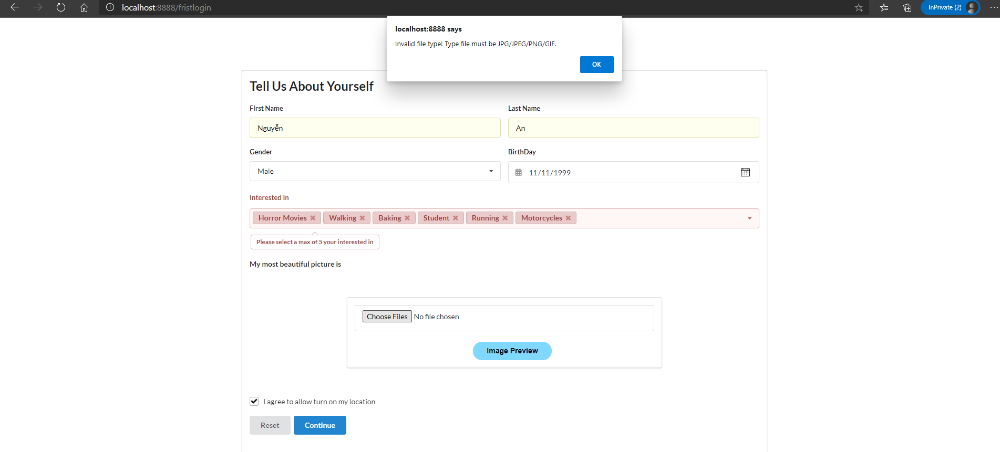 localhost:8888/fristlogin
InPrivate (2)
localhost:8888 says
Invalid file type! Type file must be JPG/JPEG/PNG/GIF.
OK
Tell Us About Yourself
First Name
Last Name
Nguyễn
An
Gender
BirthDay
Male
11/11/1999
Interested In
Horror Movies
Walking
Baking
Student
Running
Motorcycles
Please select a max of 5 your interested in
My most beautiful picture is
Choose Files No file chosen
Image Preview
I agree to allow turn on my location
Reset
Continue